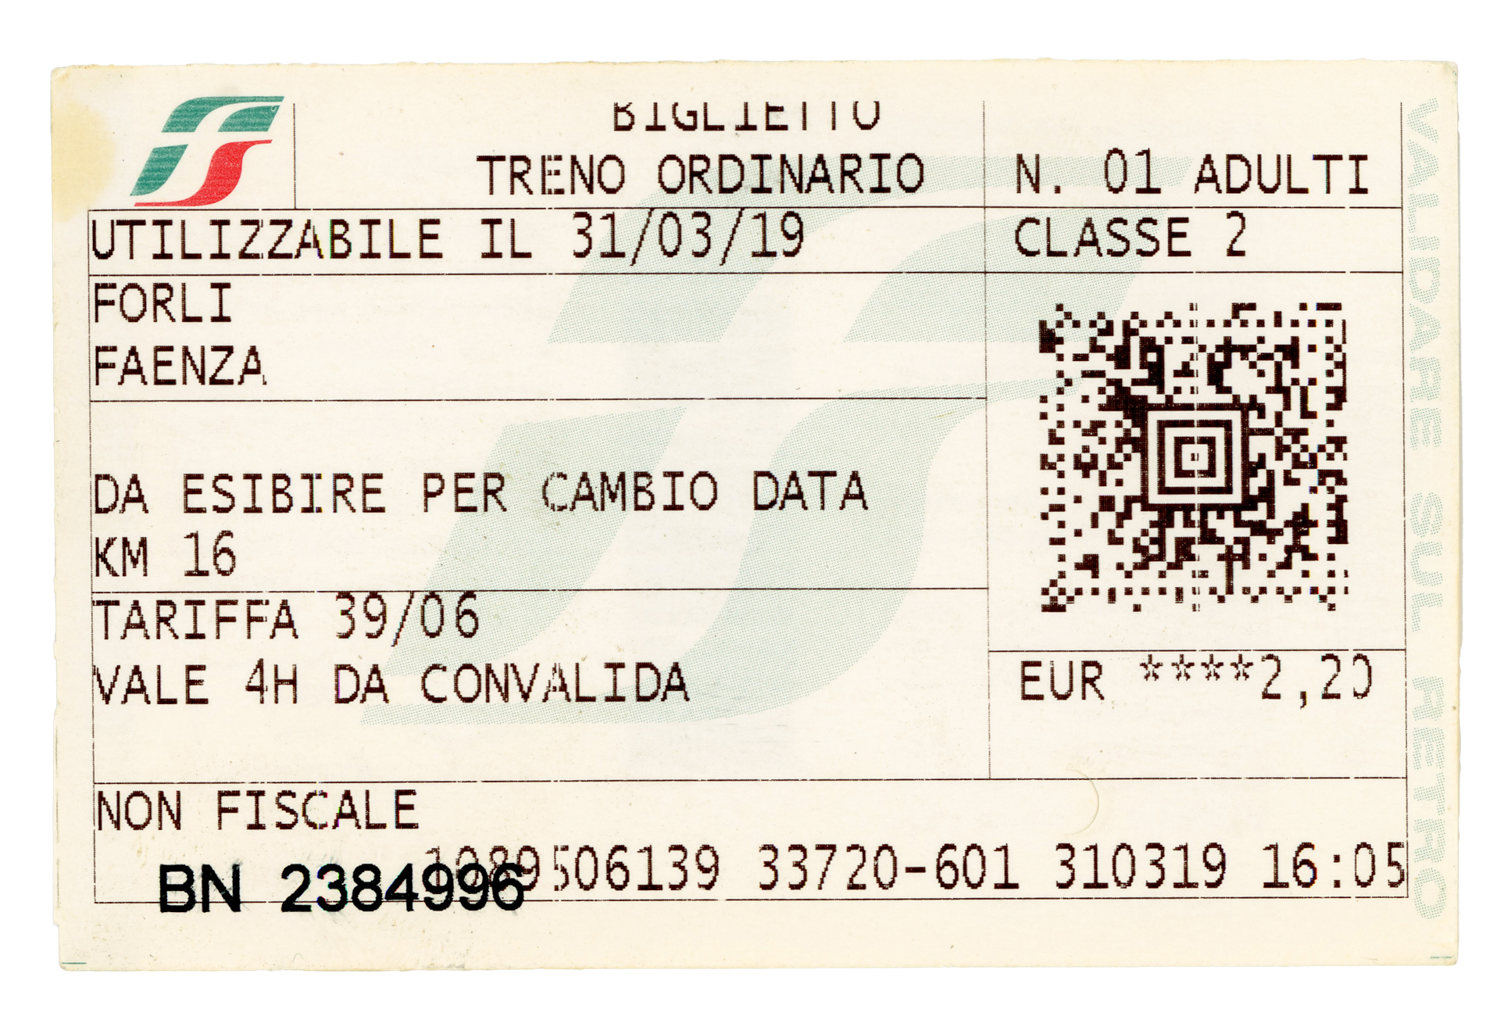 BIGLIETTO
TRENO ORDINARIO
N. 01 ADULTI
UTILIZZABILE IL 31/03/19
CLASSE 2
FORLI
FAENZA
DA ESIBIRE PER CAMBIO DATA
KM 16
TARIFFA 39/06
VALE 4H DA CONVALIDA
EUR ****2,20
NON FISCALE
1089506139 33720-601 310319 16:05
BN 2384996
VALIDARE SUL RETRO